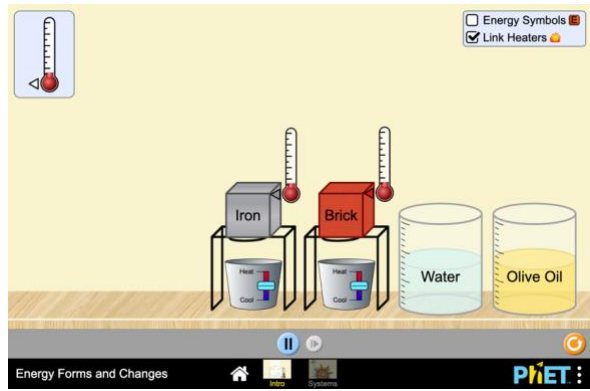 Energy Symbols E
Link Heaters
Iron
Brick
Heat
Cool
Heat
Cool
Water
Olive Oil
Energy Forms and Changes
Intro
Systems
PhET